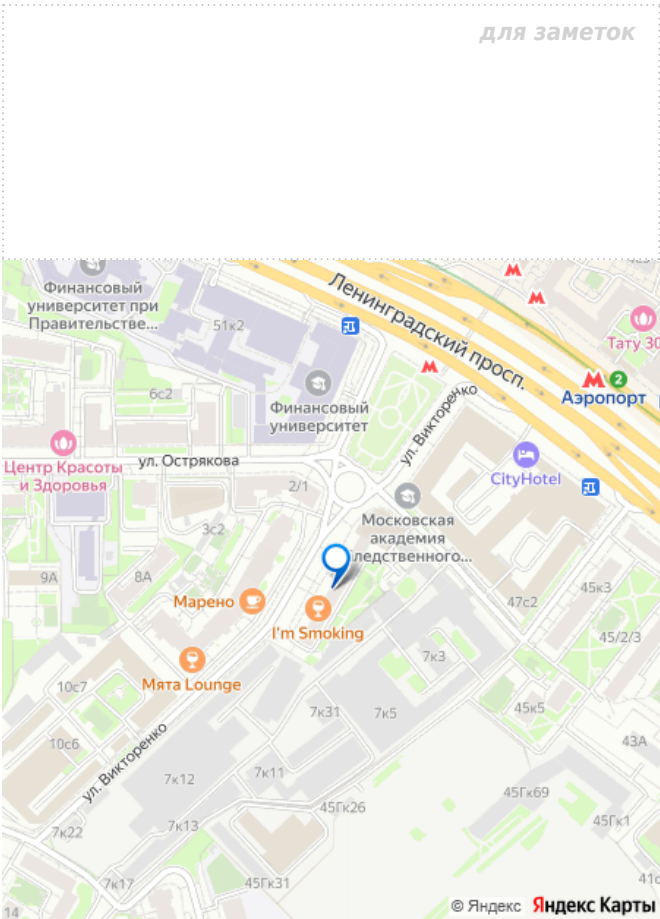 для заметок
Финансовый
университет при
Правительстве...
51к2
Ленинградский просп.
Тату 30
2
Аэропорт
6с2
Финансовый
университет
ул. Викторенко
Центр Красоты
и Здоровья
ул. Острякова
CityHotel
2/1
Московская
академия
ледственного...
3с2
9А
8А
Марено
I'm Smoking
47с2
45к3
45/2/3
Мята Lounge
7к3
10с7
7к31
7к5
45к5
10с6
ул. Викторенко
43А
7к12
7к11
45Гк26
45Гк69
45Гк1
7к22
7к13
7к17
45Гк31
14
© Яндекс Яндекс Карты